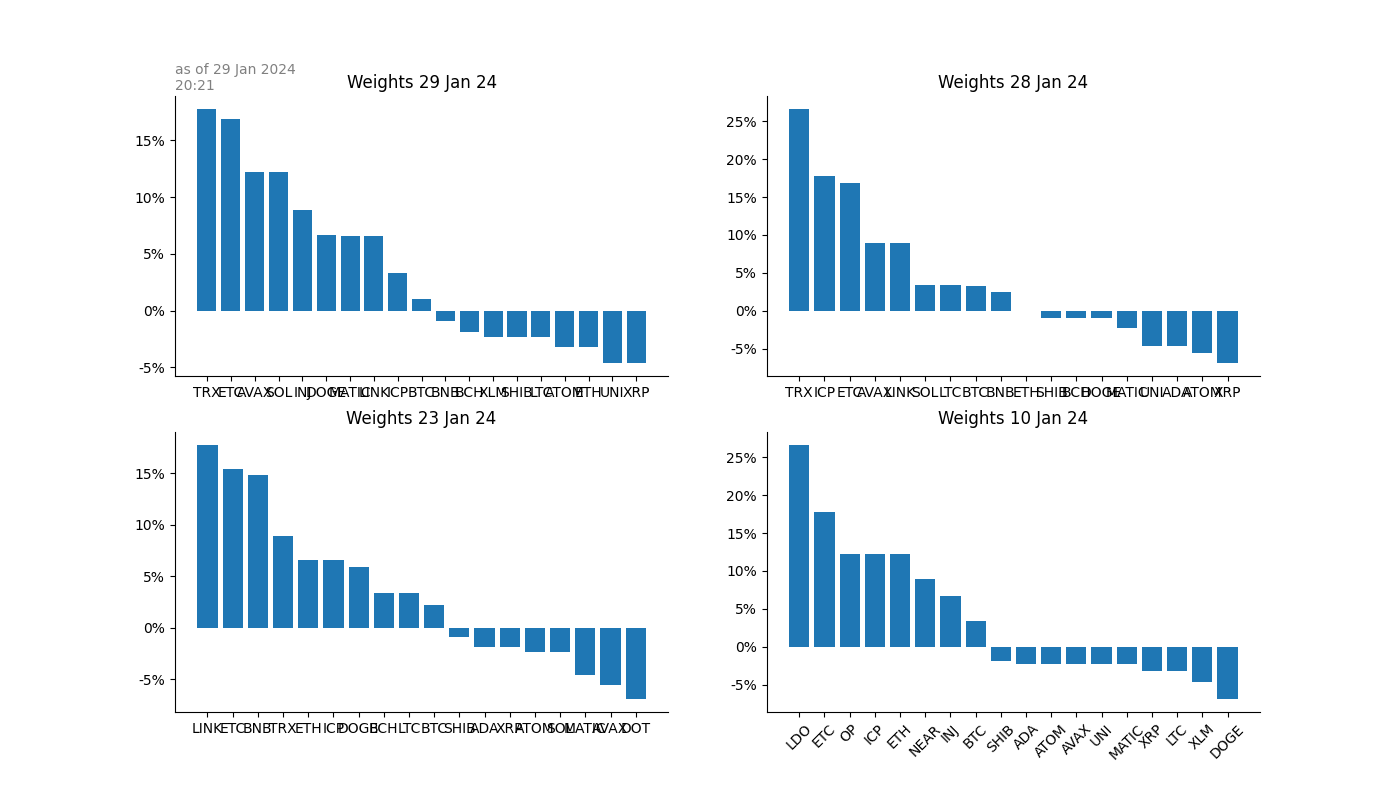 as of 29 Jan 2024
20:21
Weights 29 Jan 24
15%
10%
5%
0%
-5%
TRX ETC AVAX SOL INJ DOGE MATIC LINK ICP BTC BNB BCH XLM SHIB LTC ATOM ETH UNI XRP
Weights 28 Jan 24
25%
20%
15%
10%
5%
0%
-5%
TRX ICP ETC AVAX LINK SOL LTC BTC BNB ETH SHIB BCH DOGE MATIC UNI ADA ATOM XRP
Weights 23 Jan 24
15%
10%
5%
0%
-5%
LINK ETC BNB TRX ETH ICP DOGE BCH LTC BTC SHIB ADA XRP ATOM SOL MATIC AVAX DOT
Weights 10 Jan 24
25%
20%
15%
10%
5%
0%
-5%
LDO ETC OP ICP ETH NEAR INJ BTC SHIB ADA ATOM AVAX UNI MATIC XRP LTC XLM DOGE